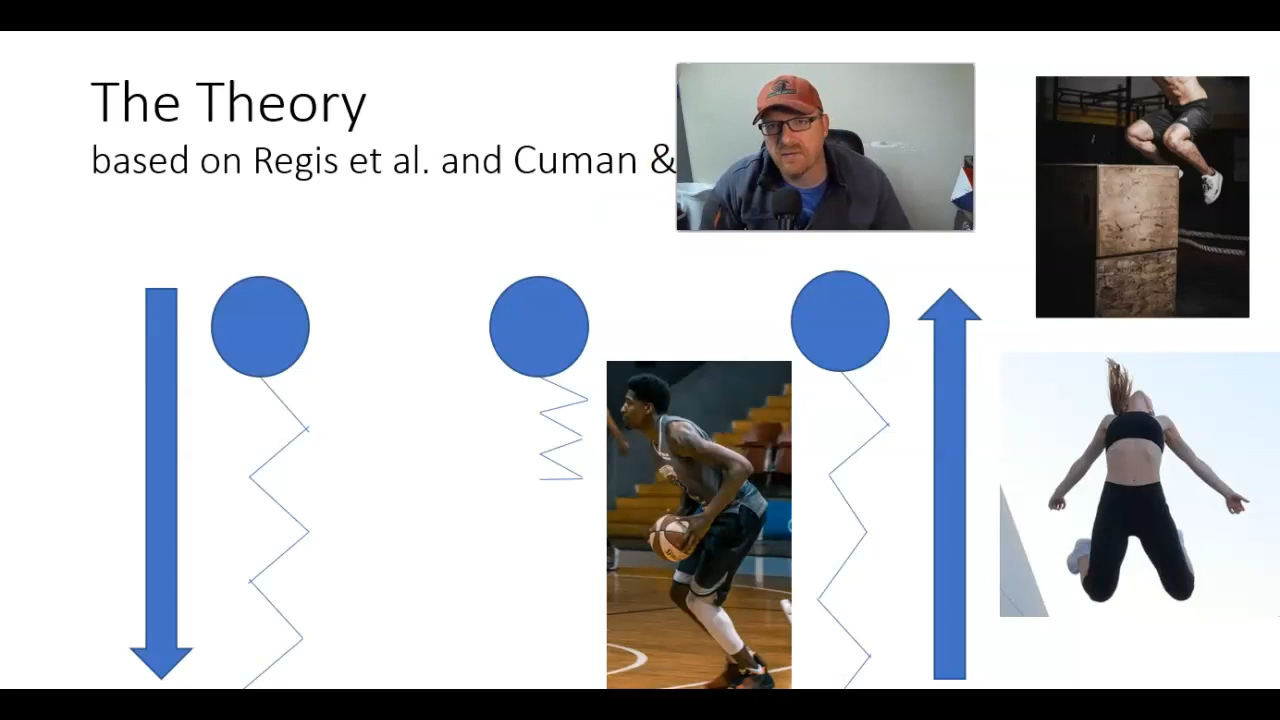 The Theory
based on Regis et al. and Cuman &